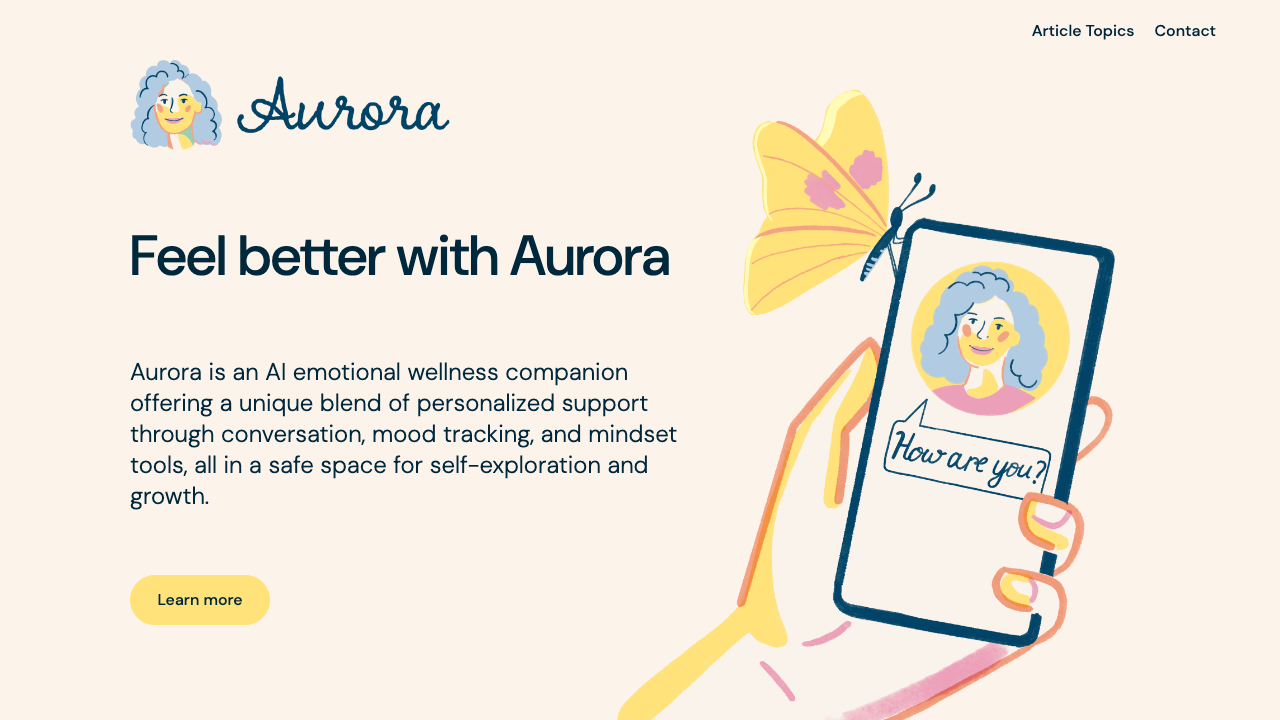 Article Topics Contact
Aurora
Feel better with Aurora
Aurora is an AI emotional wellness companion
offering a unique blend of personalized support
through conversation, mood tracking, and mindset
tools, all in a safe space for self-exploration and
growth.
How are you?
Learn more